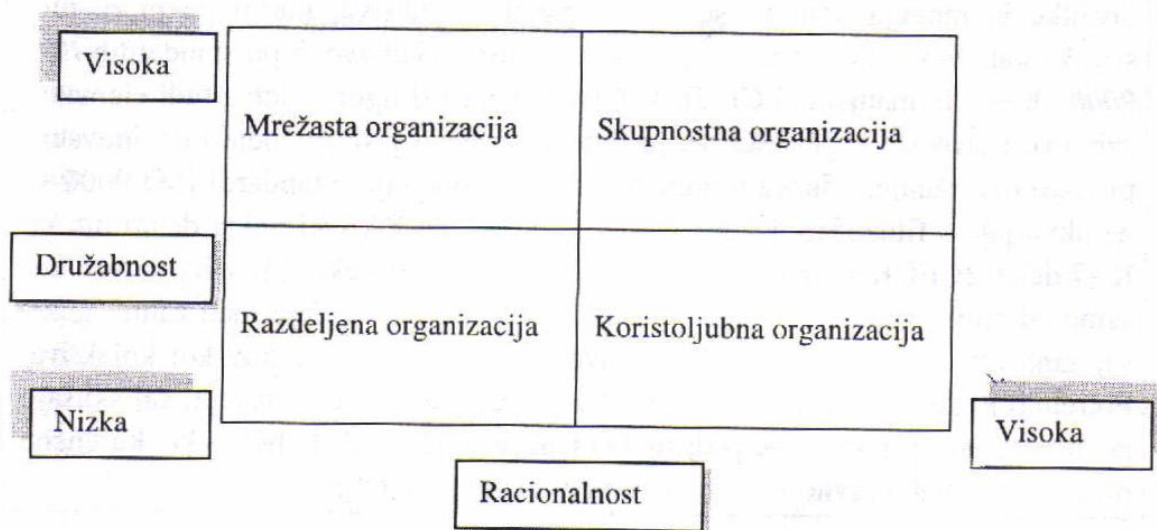 Visoka
Mrežasta organizacija
Skupnostna organizacija
Družabnost
Razdeljena organizacija
Koristoljubna organizacija
Nizka
Visoka
Racionalnost